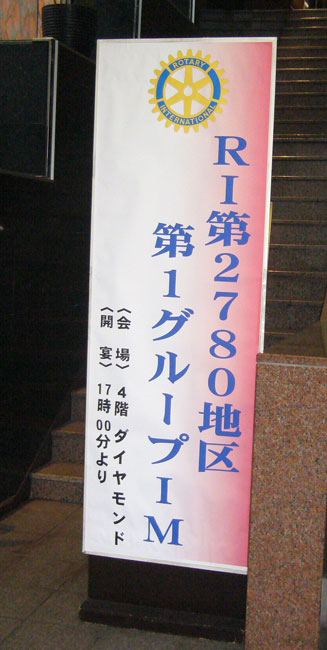 ROTARY
INTERNATIONAL
RI第2780地区
第1グループIM
〈会場〉4階 ダイヤモンド
〈開宴〉17時00分より